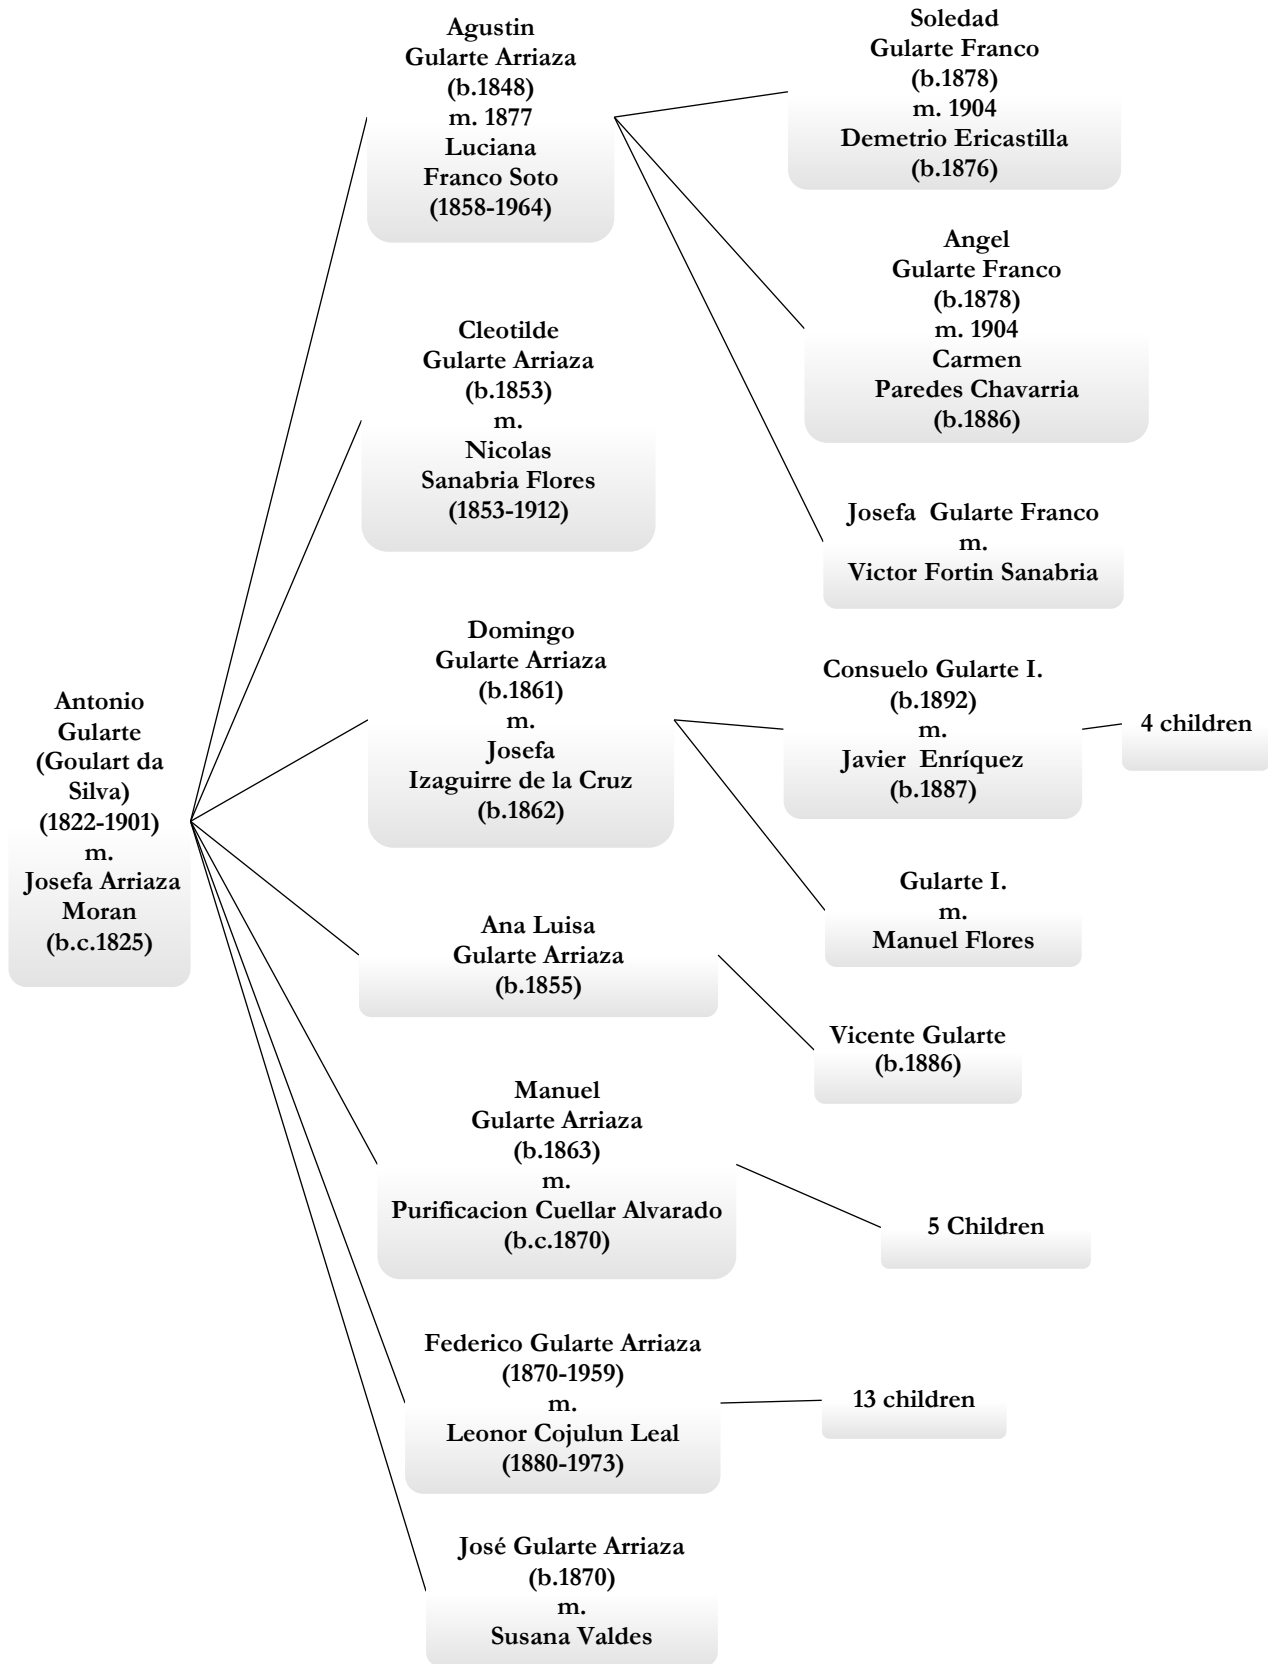 Antonio
Gularte
(Goulart da
Silva)
(1822-1901)
m.
Josefa Arriaza
Moran
(b.c.1825)
Agustin
Gularte Arriaza
(b.1848)
m. 1877
Luciana
Franco Soto
(1858-1964)
Soledad
Gularte Franco
(b.1878)
m. 1904
Demetrio Ericastilla
(b.1876)
Angel
Gularte Franco
(b.1878)
m. 1904
Carmen
Paredes Chavarria
(b.1886)
Josefa Gularte Franco
m.
Victor Fortin Sanabria
Cleotilde
Gularte Arriaza
(b.1853)
m.
Nicolas
Sanabria Flores
(1853-1912)
Domingo
Gularte Arriaza
(b.1861)
m.
Josefa
Izaguirre de la Cruz
(b.1862)
Consuelo Gularte I.
(b.1892)
m.
Javier Enríquez
(b.1887)
4 children
Gularte I.
m.
Manuel Flores
Ana Luisa
Gularte Arriaza
(b.1855)
Vicente Gularte
(b.1886)
Manuel
Gularte Arriaza
(b.1863)
m.
Purificacion Cuellar Alvarado
(b.c.1870)
5 Children
Federico Gularte Arriaza
(1870-1959)
m.
Leonor Cojulun Leal
(1880-1973)
13 children
José Gularte Arriaza
(b.1870)
m.
Susana Valdes